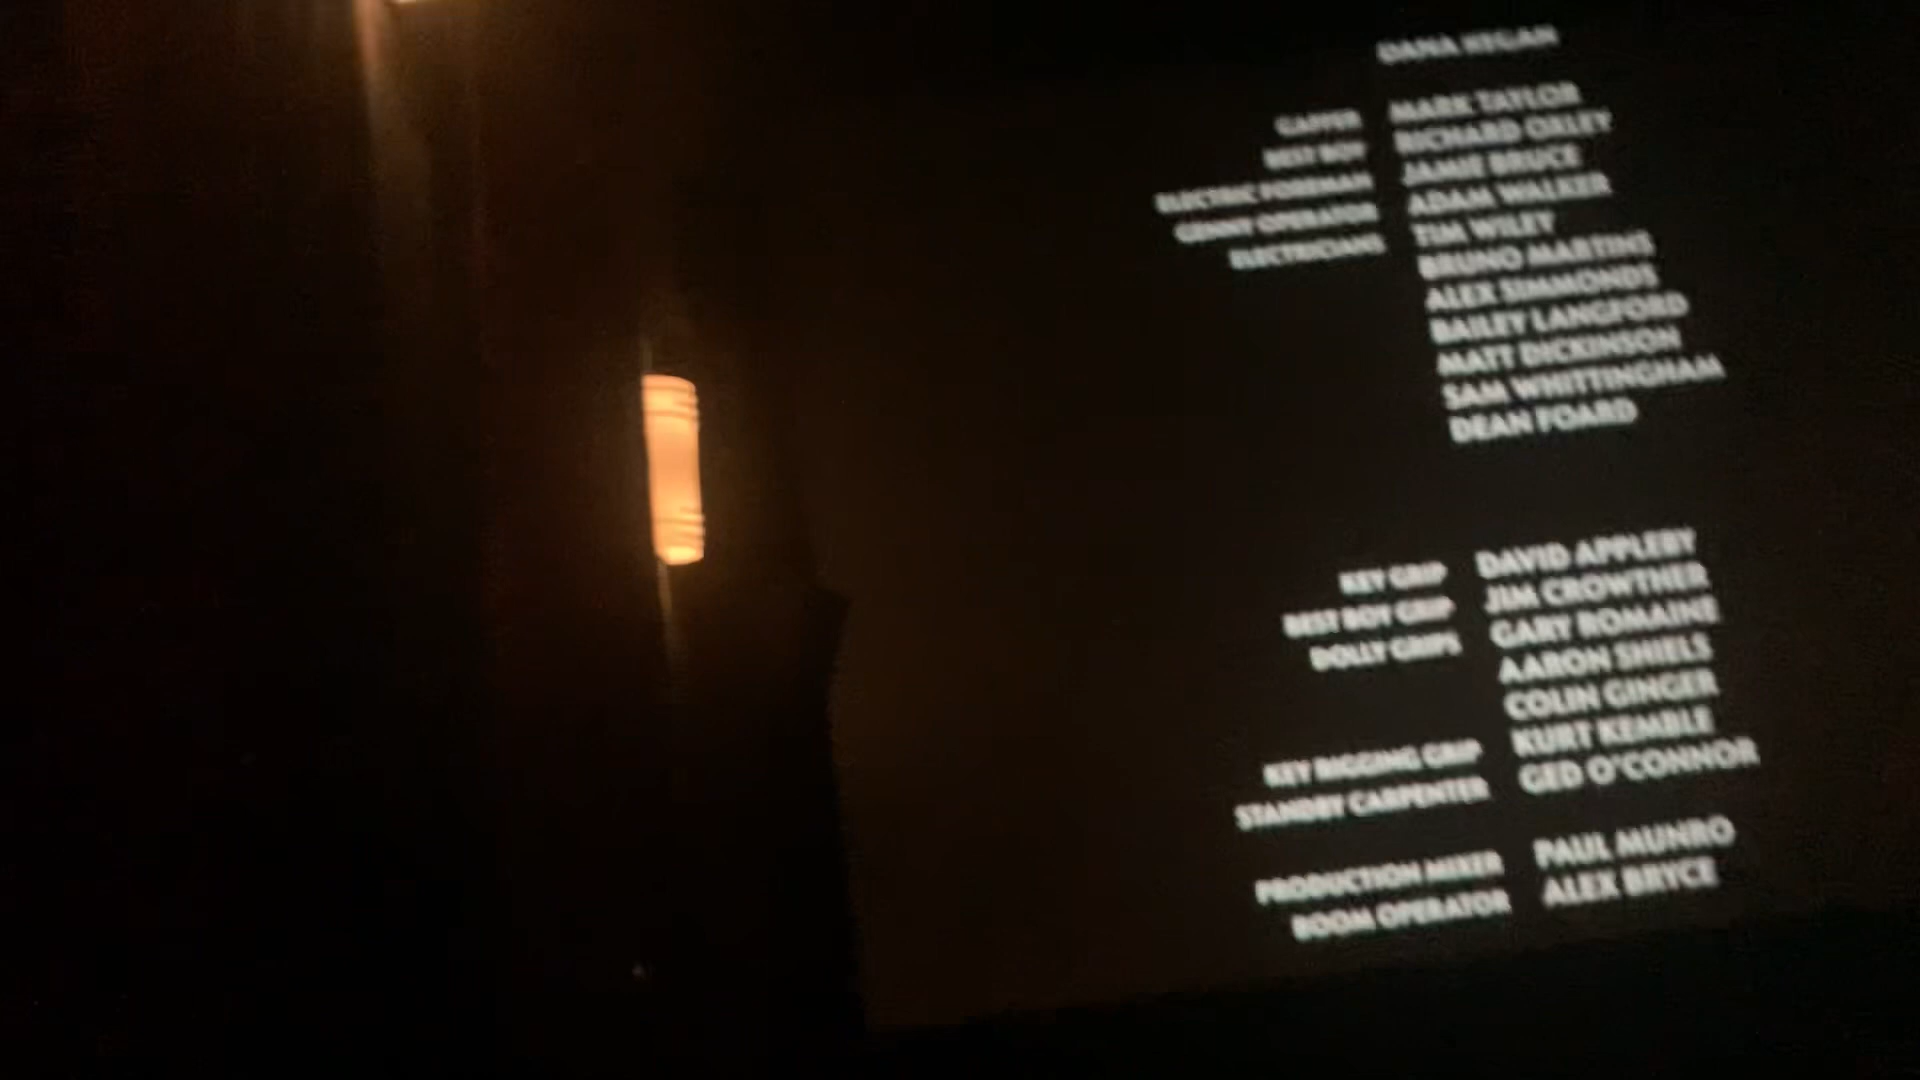 DANA KEGAN
GAFFER MARK TAYLOR
BEST BOY RICHARD OXLEY
ELECTRIC FOREMAN JAMIE BRUCE
GENNY OPERATOR ADAM WALKER
ELECTRICIANS TIM WILEY
BRUNO MARTINS
ALEX SIMMONDS
BAILEY LANGFORD
MATT DICKINSON
SAM WHITTINGHAM
DEAN FOARD
KEY GRIP DAVID APPLEBY
BEST BOY GRIP JIM CROWTHER
DOLLY GRIPS GARY ROMAINE
AARON SHIELS
COLIN GINGER
KEY RIGGING GRIP KURT KEMBLE
STANDBY CARPENTER GED O'CONNOR
PRODUCTION MIXER PAUL MUNRO
BOOM OPERATOR ALEX BRYCE